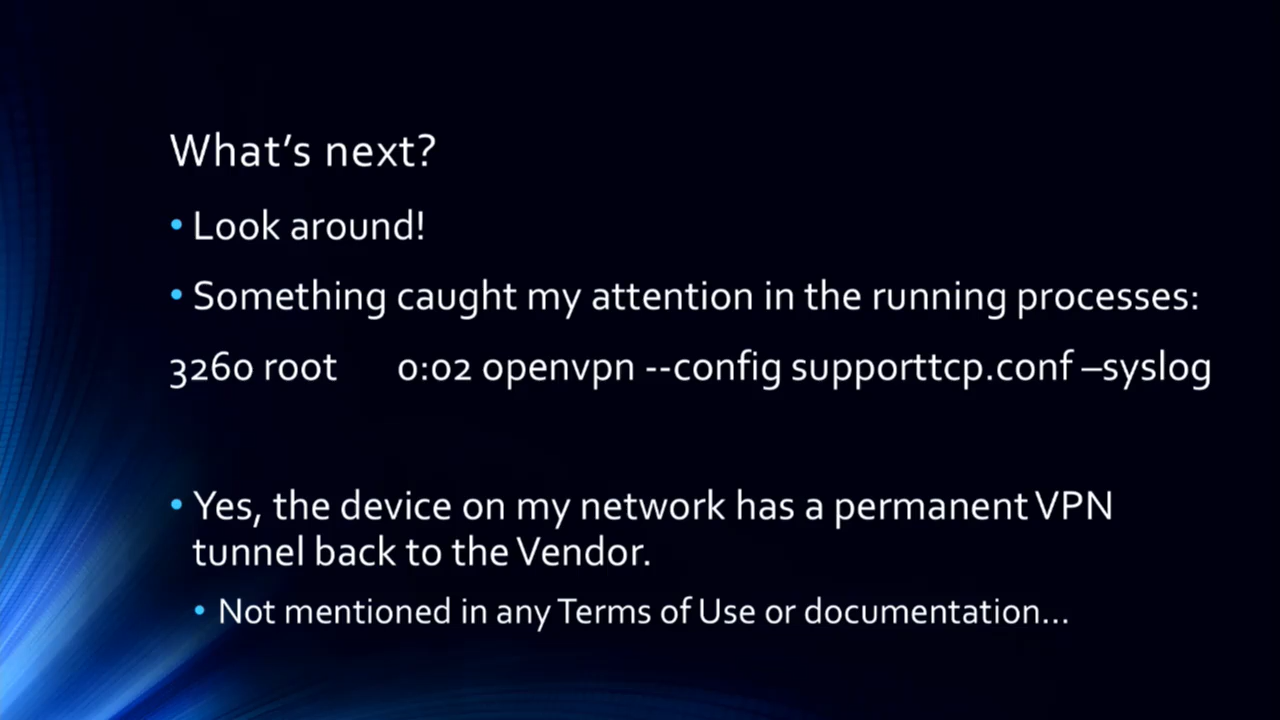 What’s next?
• Look around!
• Something caught my attention in the running processes:
3260 root 0:02 openvpn --config supporttcp.conf –syslog
• Yes, the device on my network has a permanent VPN
tunnel back to the Vendor.
• Not mentioned in any Terms of Use or documentation...